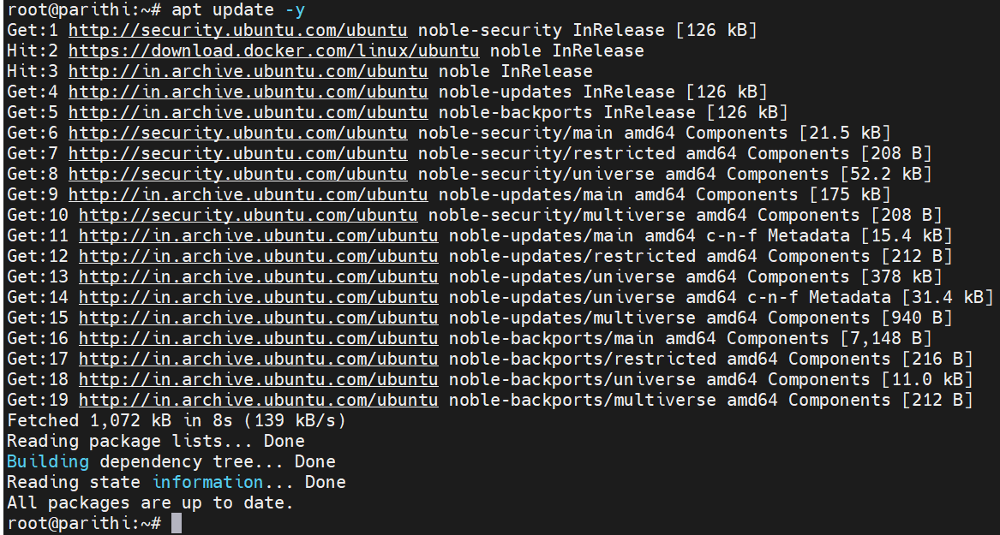 root@parithi:~# apt update -y
Get:1 http://security.ubuntu.com/ubuntu noble-security InRelease [126 kB]
Hit:2 https://download.docker.com/linux/ubuntu noble InRelease
Hit:3 http://in.archive.ubuntu.com/ubuntu noble InRelease
Get:4 http://in.archive.ubuntu.com/ubuntu noble-updates InRelease [126 kB]
Get:5 http://in.archive.ubuntu.com/ubuntu noble-backports InRelease [126 kB]
Get:6 http://security.ubuntu.com/ubuntu noble-security/main amd64 Components [21.5 kB]
Get:7 http://security.ubuntu.com/ubuntu noble-security/restricted amd64 Components [208 B]
Get:8 http://security.ubuntu.com/ubuntu noble-security/universe amd64 Components [52.2 kB]
Get:9 http://in.archive.ubuntu.com/ubuntu noble-updates/main amd64 Components [175 kB]
Get:10 http://security.ubuntu.com/ubuntu noble-security/multiverse amd64 Components [208 B]
Get:11 http://in.archive.ubuntu.com/ubuntu noble-updates/main amd64 c-n-f Metadata [15.4 kB]
Get:12 http://in.archive.ubuntu.com/ubuntu noble-updates/restricted amd64 Components [212 B]
Get:13 http://in.archive.ubuntu.com/ubuntu noble-updates/universe amd64 Components [378 kB]
Get:14 http://in.archive.ubuntu.com/ubuntu noble-updates/universe amd64 c-n-f Metadata [31.4 kB]
Get:15 http://in.archive.ubuntu.com/ubuntu noble-updates/multiverse amd64 Components [940 B]
Get:16 http://in.archive.ubuntu.com/ubuntu noble-backports/main amd64 Components [7,148 B]
Get:17 http://in.archive.ubuntu.com/ubuntu noble-backports/restricted amd64 Components [216 B]
Get:18 http://in.archive.ubuntu.com/ubuntu noble-backports/universe amd64 Components [11.0 kB]
Get:19 http://in.archive.ubuntu.com/ubuntu noble-backports/multiverse amd64 Components [212 B]
Fetched 1,072 kB in 8s (139 kB/s)
Reading package lists... Done
Building dependency tree... Done
Reading state information... Done
All packages are up to date.
root@parithi:~#